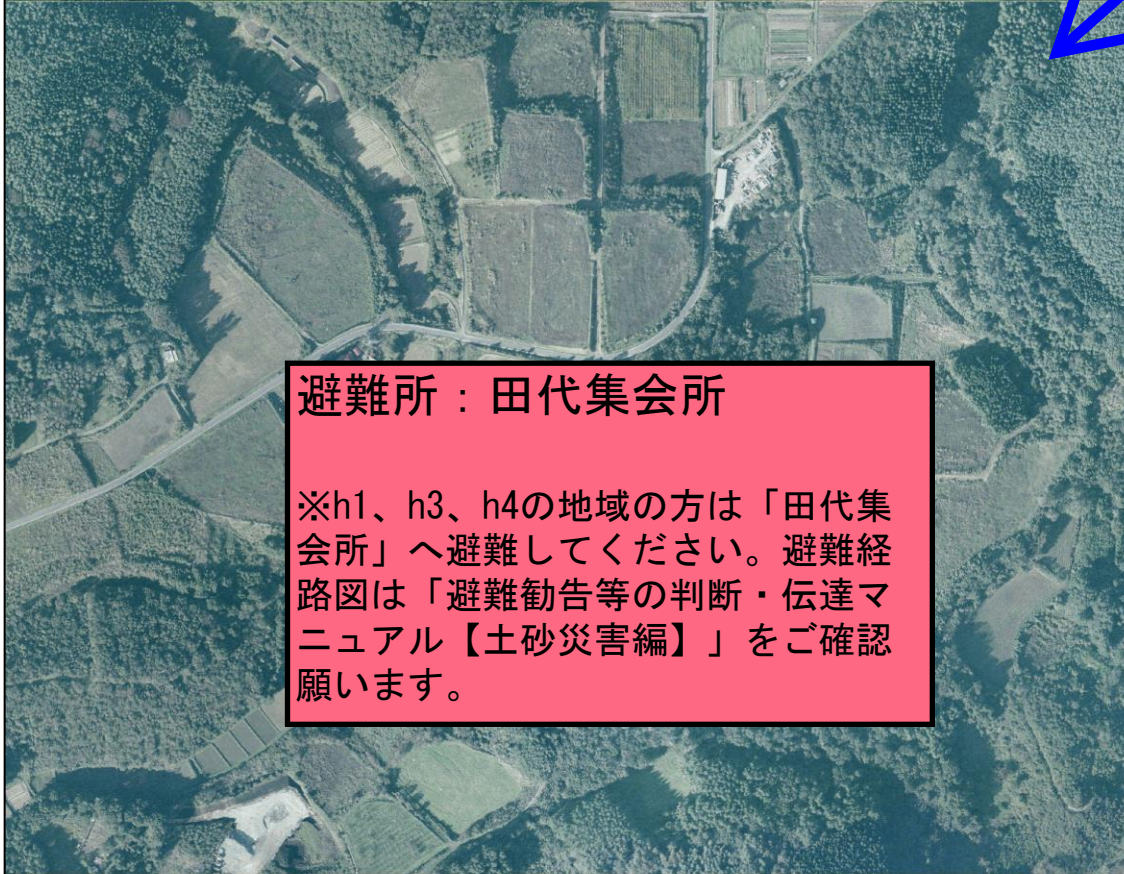 避難所：田代集会所
※h1、h3、h4の地域の方は「田代集
会所」へ避難してください。避難経
路図は「避難勧告等の判断・伝達マ
ニュアル【土砂災害編】」をご確認
願います。